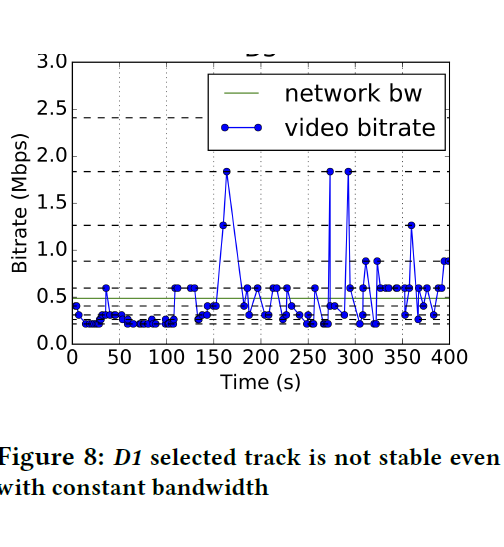 3.0
network bw
video bitrate
2.5
2.0
1.5
1.0
0.5
0.0
Bitrate (Mbps)
0 50 100 150 200 250 300 350 400
Time (s)
Figure 8: D1 selected track is not stable even
with constant bandwidth